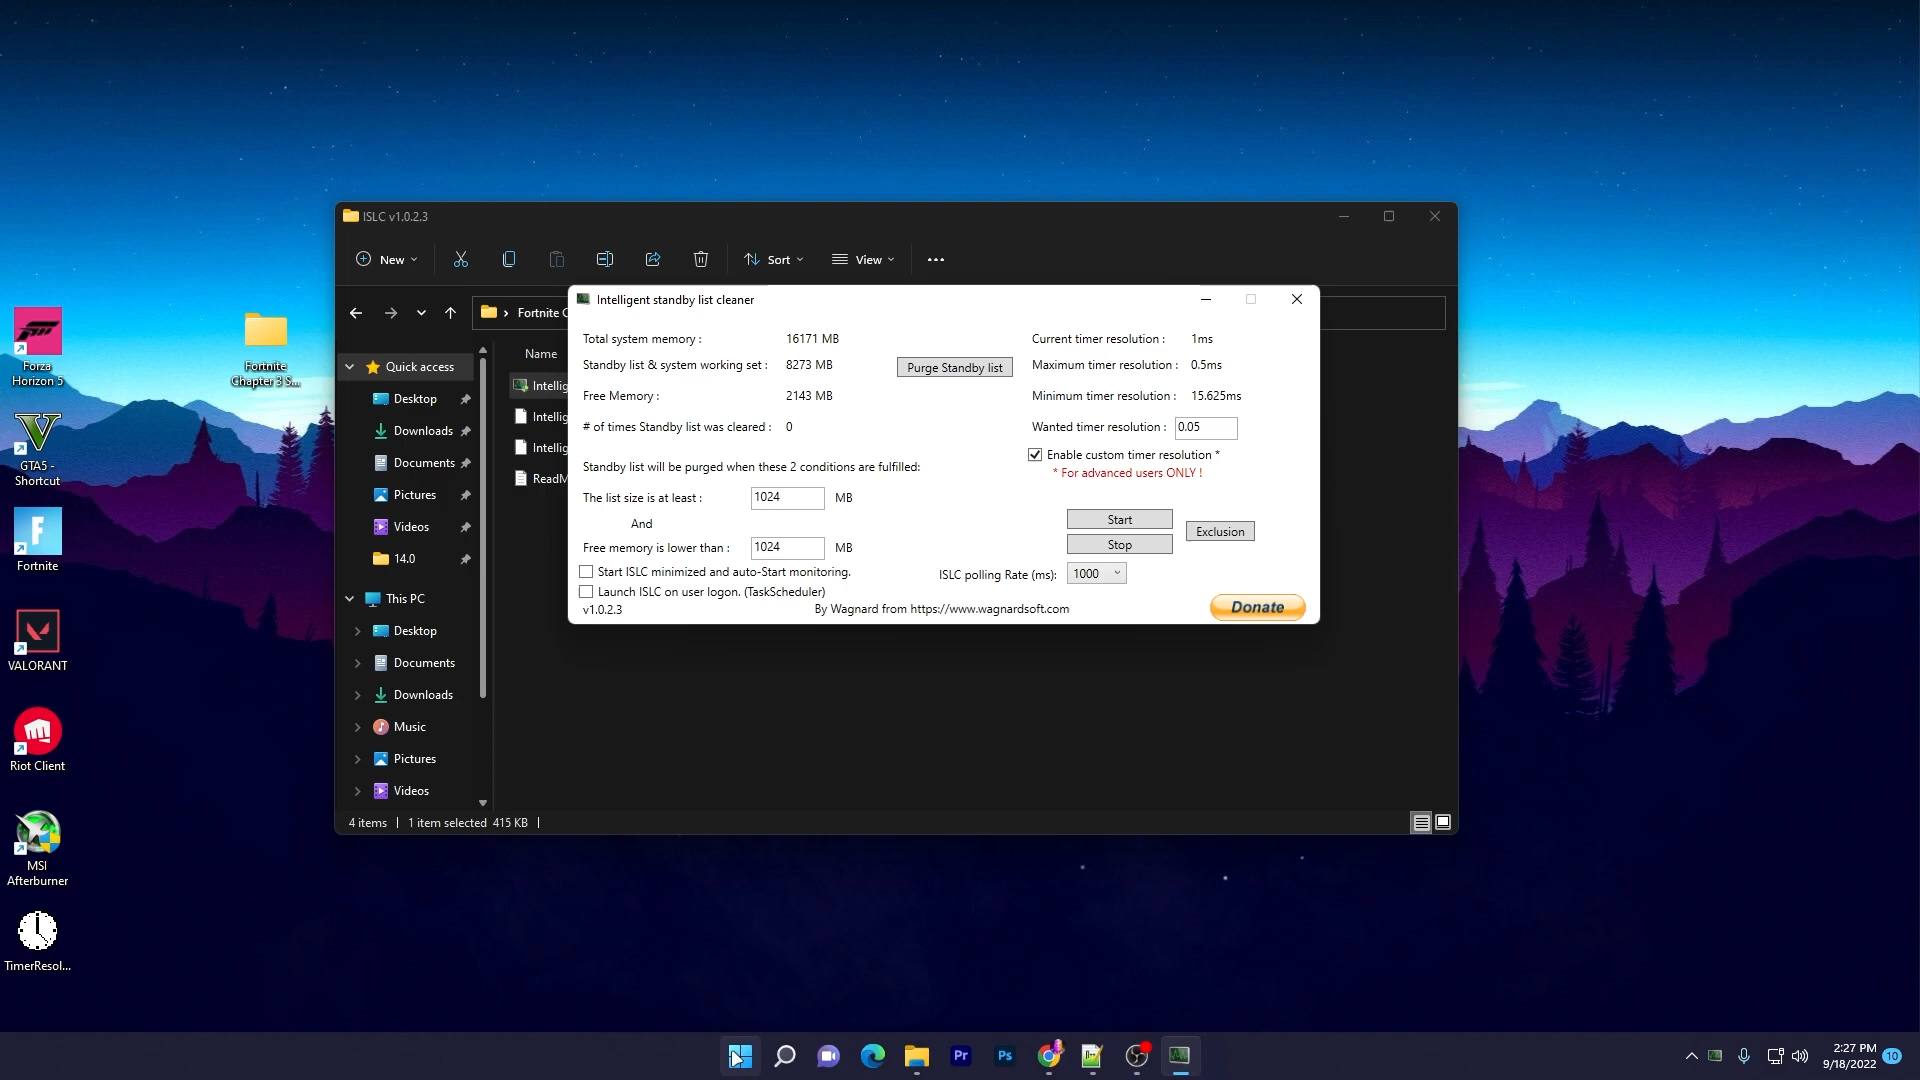 Forza
Horizon 5
GTA5 -
Shortcut
Fortnite
VALORANT
Riot Client
MSI
Afterburner
TimerResol...
Fortnite
Chapter 3 S...
ISLC v1.0.2.3
New
Sort
View
Fortnite C
Quick access
Desktop
Downloads
Documents
Pictures
Videos
14.0
This PC
Desktop
Documents
Downloads
Music
Pictures
Videos
Name
Intellig
Intellig
Intellig
ReadM
4 items
1 item selected 415 KB
Intelligent standby list cleaner
Total system memory : 16171 MB
Standby list & system working set : 8273 MB
Purge Standby list
Free Memory : 2143 MB
# of times Standby list was cleared : 0
Standby list will be purged when these 2 conditions are fulfilled:
The list size is at least : 1024 MB
And
Free memory is lower than : 1024 MB
Start ISLC minimized and auto-Start monitoring.
Launch ISLC on user logon. (TaskScheduler)
v1.0.2.3
By Wagnard from https://www.wagnardsoft.com
Current timer resolution : 1ms
Maximum timer resolution : 0.5ms
Minimum timer resolution : 15.625ms
Wanted timer resolution : 0.05
Enable custom timer resolution *
* For advanced users ONLY !
Start
Stop
Exclusion
ISLC polling Rate (ms): 1000
Donate
Pr
Ps
2:27 PM
9/18/2022
10